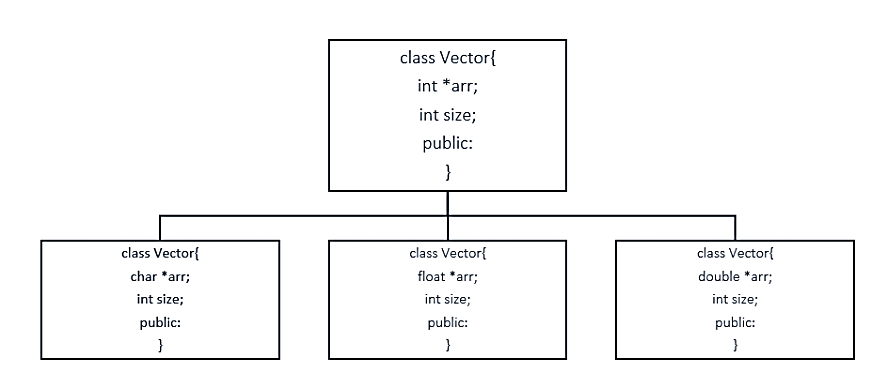 class Vector{
int *arr;
int size;
public:
}
class Vector{
char *arr;
int size;
public:
}
class Vector{
float *arr;
int size;
public:
}
class Vector{
double *arr;
int size;
public:
}